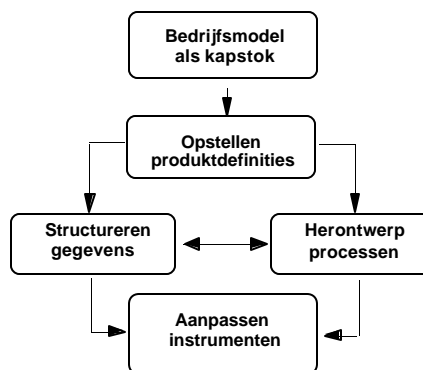 Bedrijfsmodel
als kapstok
Opstellen
produktdefinities
Structureren
gegevens
Herontwerp
processen
Aanpassen
instrumenten